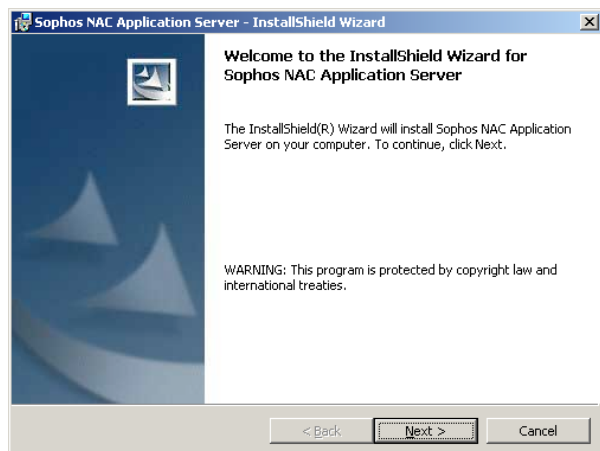 Sophos NAC Application Server - InstallShield Wizard
Welcome to the InstallShield Wizard for
Sophos NAC Application Server
The InstallShield(R) Wizard will install Sophos NAC Application
Server on your computer. To continue, click Next.
WARNING: This program is protected by copyright law and
international treaties.
< Back
Next >
Cancel